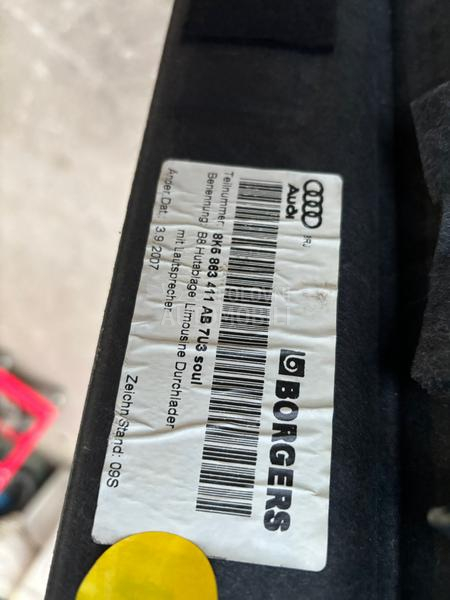 Audi
BORGERS
Teilnummer: 8K5 863 411 AB 7U3 soul
Benennung: B8 Hutablage Limousine Durchlader
mit Lautsprecher
Änder.Dat.: 3.9.2007
Zeichn.Stand: 09S